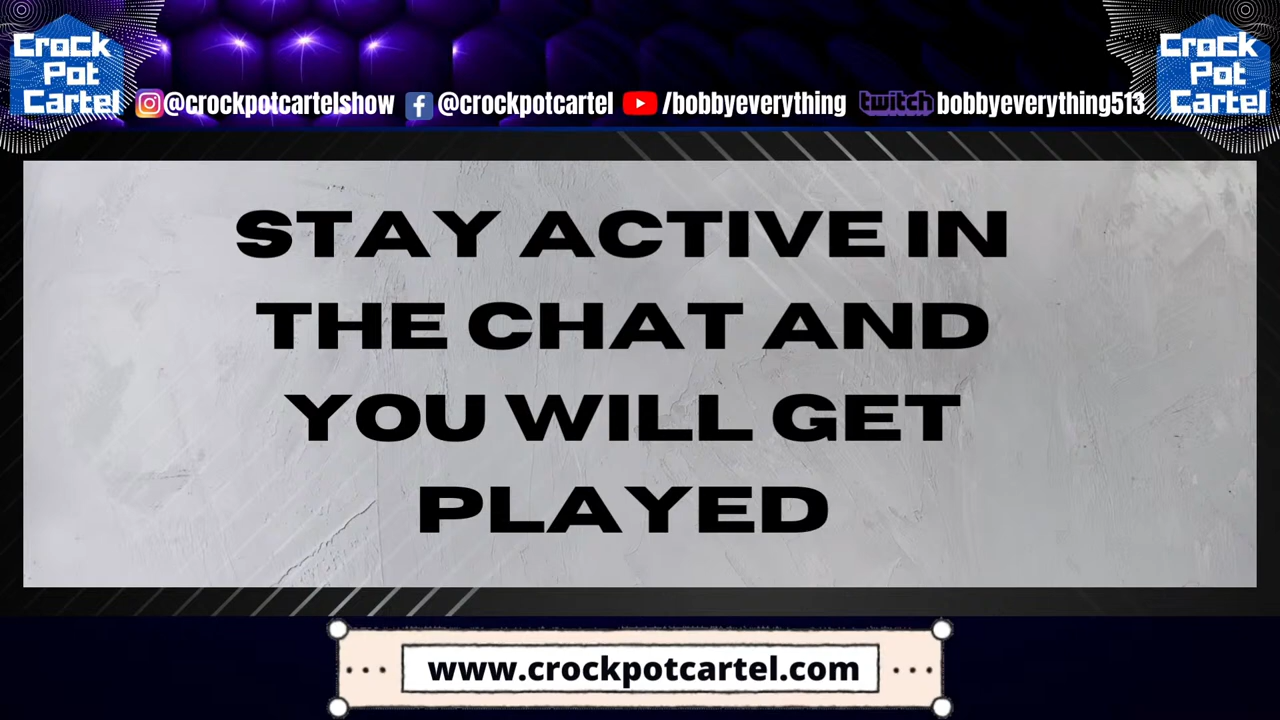 Crock
Pot
Cartel
@crockpotcartelshow @crockpotcartel /bobbyeverything twitch bobbyeverything513
Crock
Pot
Cartel
STAY ACTIVE IN
THE CHAT AND
YOU WILL GET
PLAYED
www.crockpotcartel.com